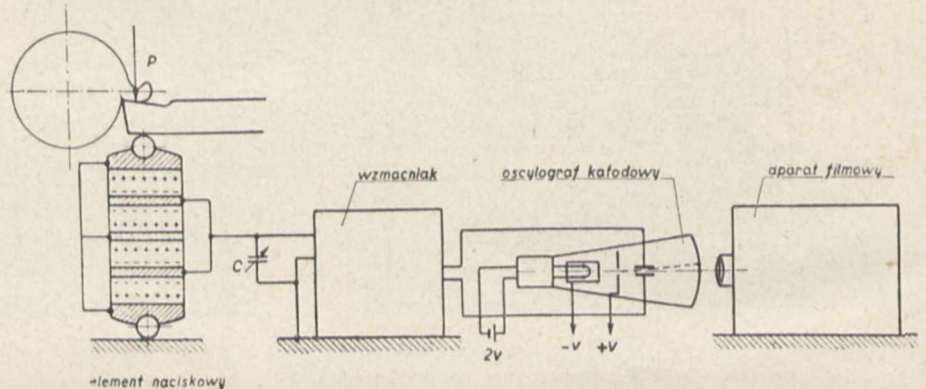 P
wzmacniak
oscylograf katodowy
aparat filmowy
C
2v
-v
+v
element naciskowy